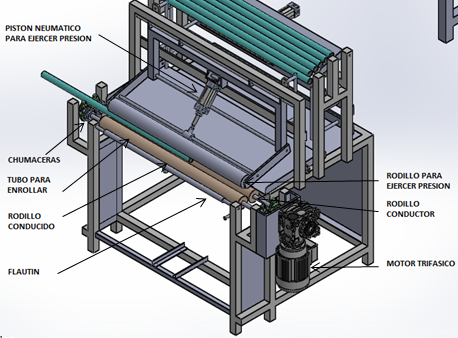 PISTON NEUMATICO
PARA EJERCER PRESION
CHUMACERAS
TUBO PARA
ENROLLAR
RODILLO
CONDUCIDO
FLAUTIN
RODILLO PARA
EJERCER PRESION
RODILLO
CONDUCTOR
MOTOR TRIFASICO